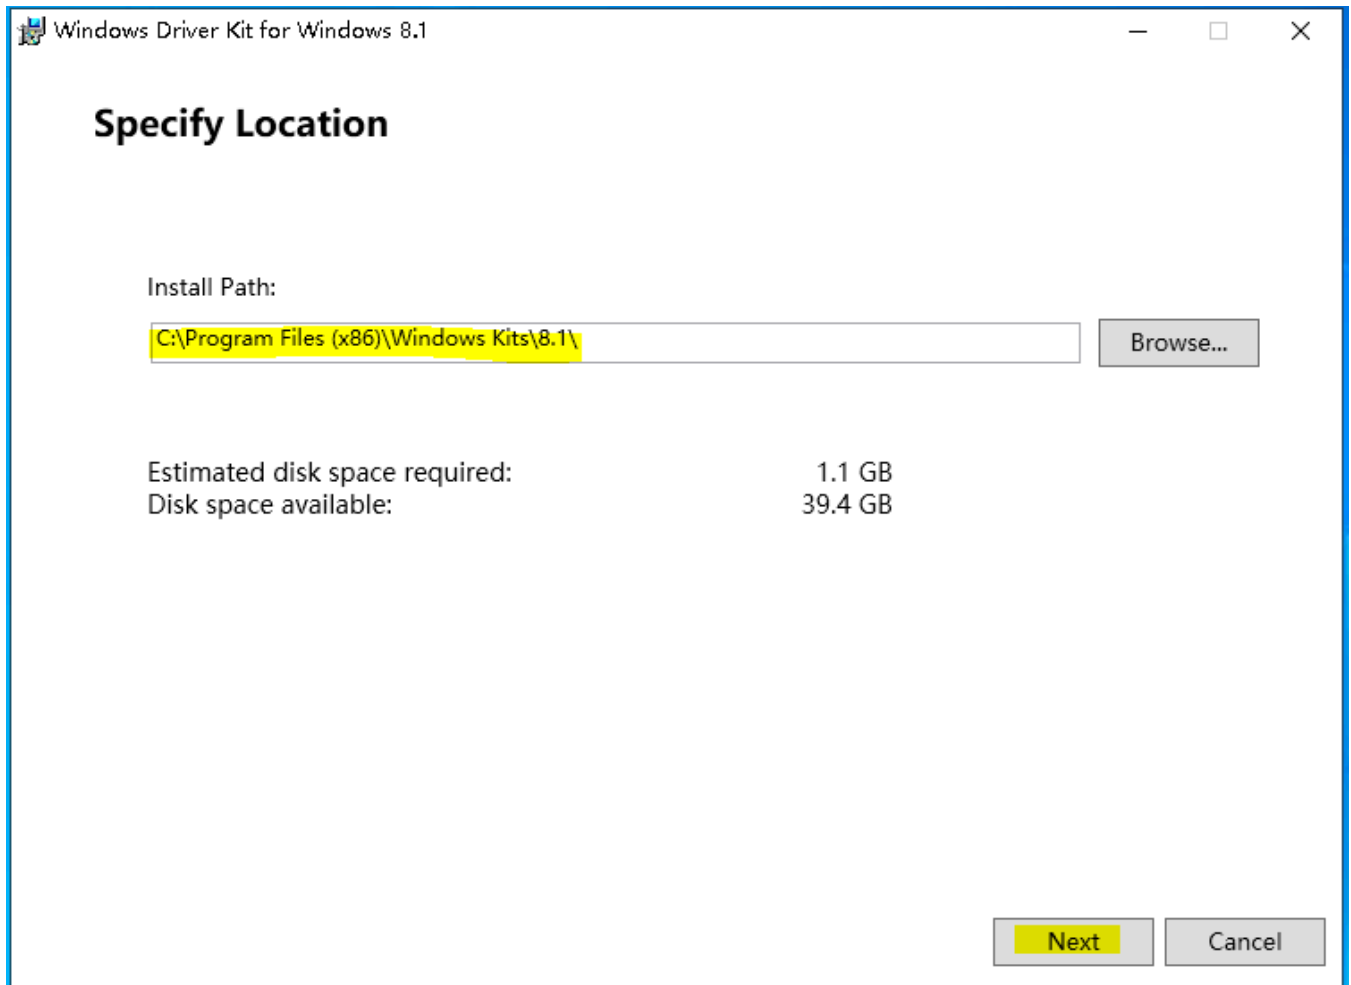 Windows Driver Kit for Windows 8.1
Specify Location
Install Path:
C:\Program Files (x86)\Windows Kits\8.1\
Browse...
Estimated disk space required: 1.1 GB
Disk space available: 39.4 GB
Next Cancel